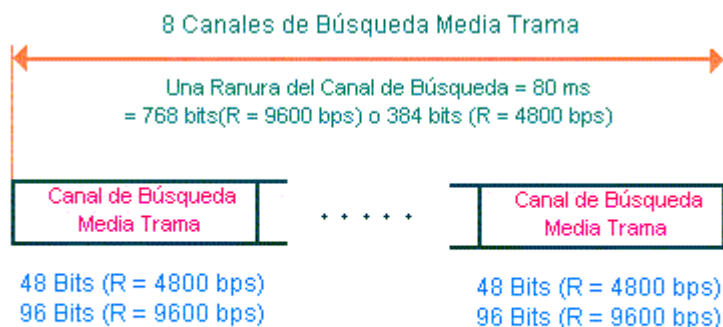 8 Canales de Búsqueda Media Trama
Una Ranura del Canal de Búsqueda = 80 ms
= 768 bits(R = 9600 bps) o 384 bits (R = 4800 bps)
Canal de Búsqueda
Media Trama
. . . . .
Canal de Búsqueda
Media Trama
48 Bits (R = 4800 bps)
96 Bits (R = 9600 bps)
48 Bits (R = 4800 bps)
96 Bits (R = 9600 bps)